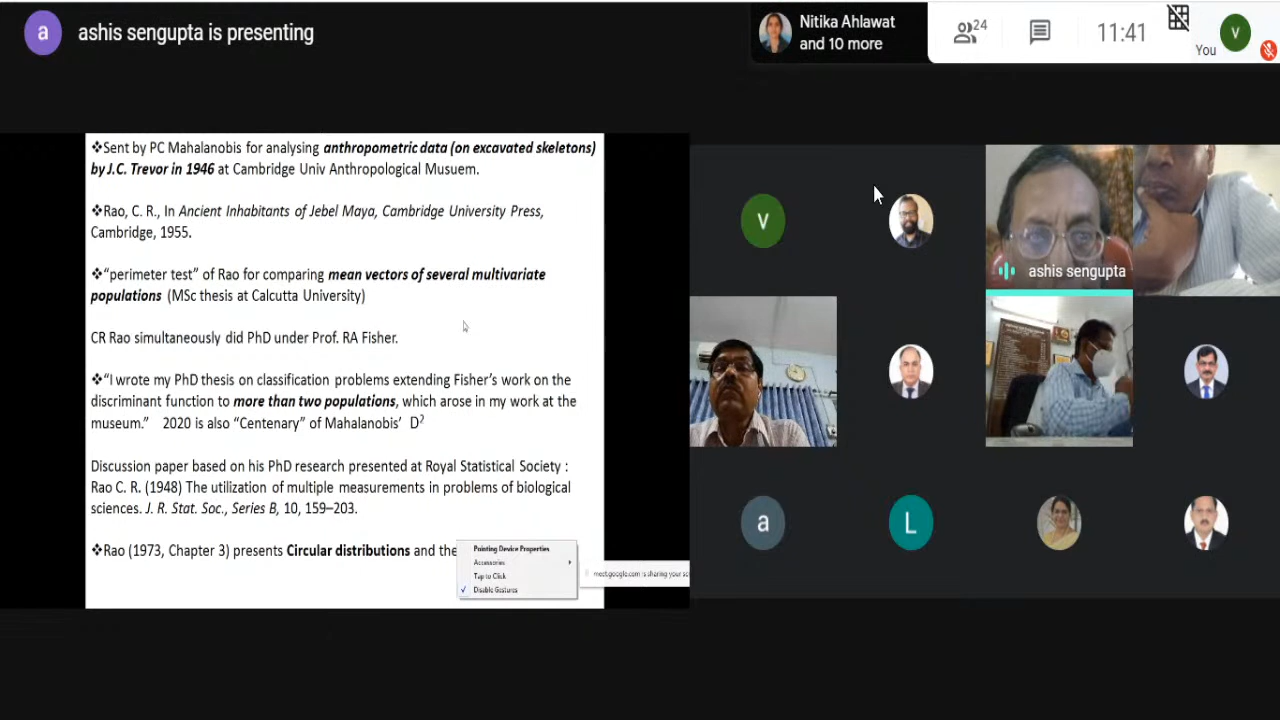 a
ashis sengupta is presenting
Nitika Ahlawat
and 10 more
24
11:41
You
V
❖Sent by PC Mahalanobis for analysing anthropometric data (on excavated skeletons)
by J.C. Trevor in 1946 at Cambridge Univ Anthropological Musuem.
❖Rao, C. R., In Ancient Inhabitants of Jebel Maya, Cambridge University Press,
Cambridge, 1955.
❖"perimeter test" of Rao for comparing mean vectors of several multivariate
populations (MSc thesis at Calcutta University)
CR Rao simultaneously did PhD under Prof. RA Fisher.
❖"I wrote my PhD thesis on classification problems extending Fisher's work on the
discriminant function to more than two populations, which arose in my work at the
museum." 2020 is also "Centenary" of Mahalanobis' D²
Discussion paper based on his PhD research presented at Royal Statistical Society :
Rao C. R. (1948) The utilization of multiple measurements in problems of biological
sciences. J. R. Stat. Soc., Series B, 10, 159–203.
❖Rao (1973, Chapter 3) presents Circular distributions and the
Pointing Device Properties
Accessories
Tap to Click
Disable Gestures
meet.google.com is sharing your sc
V
ashis sengupta
a
L